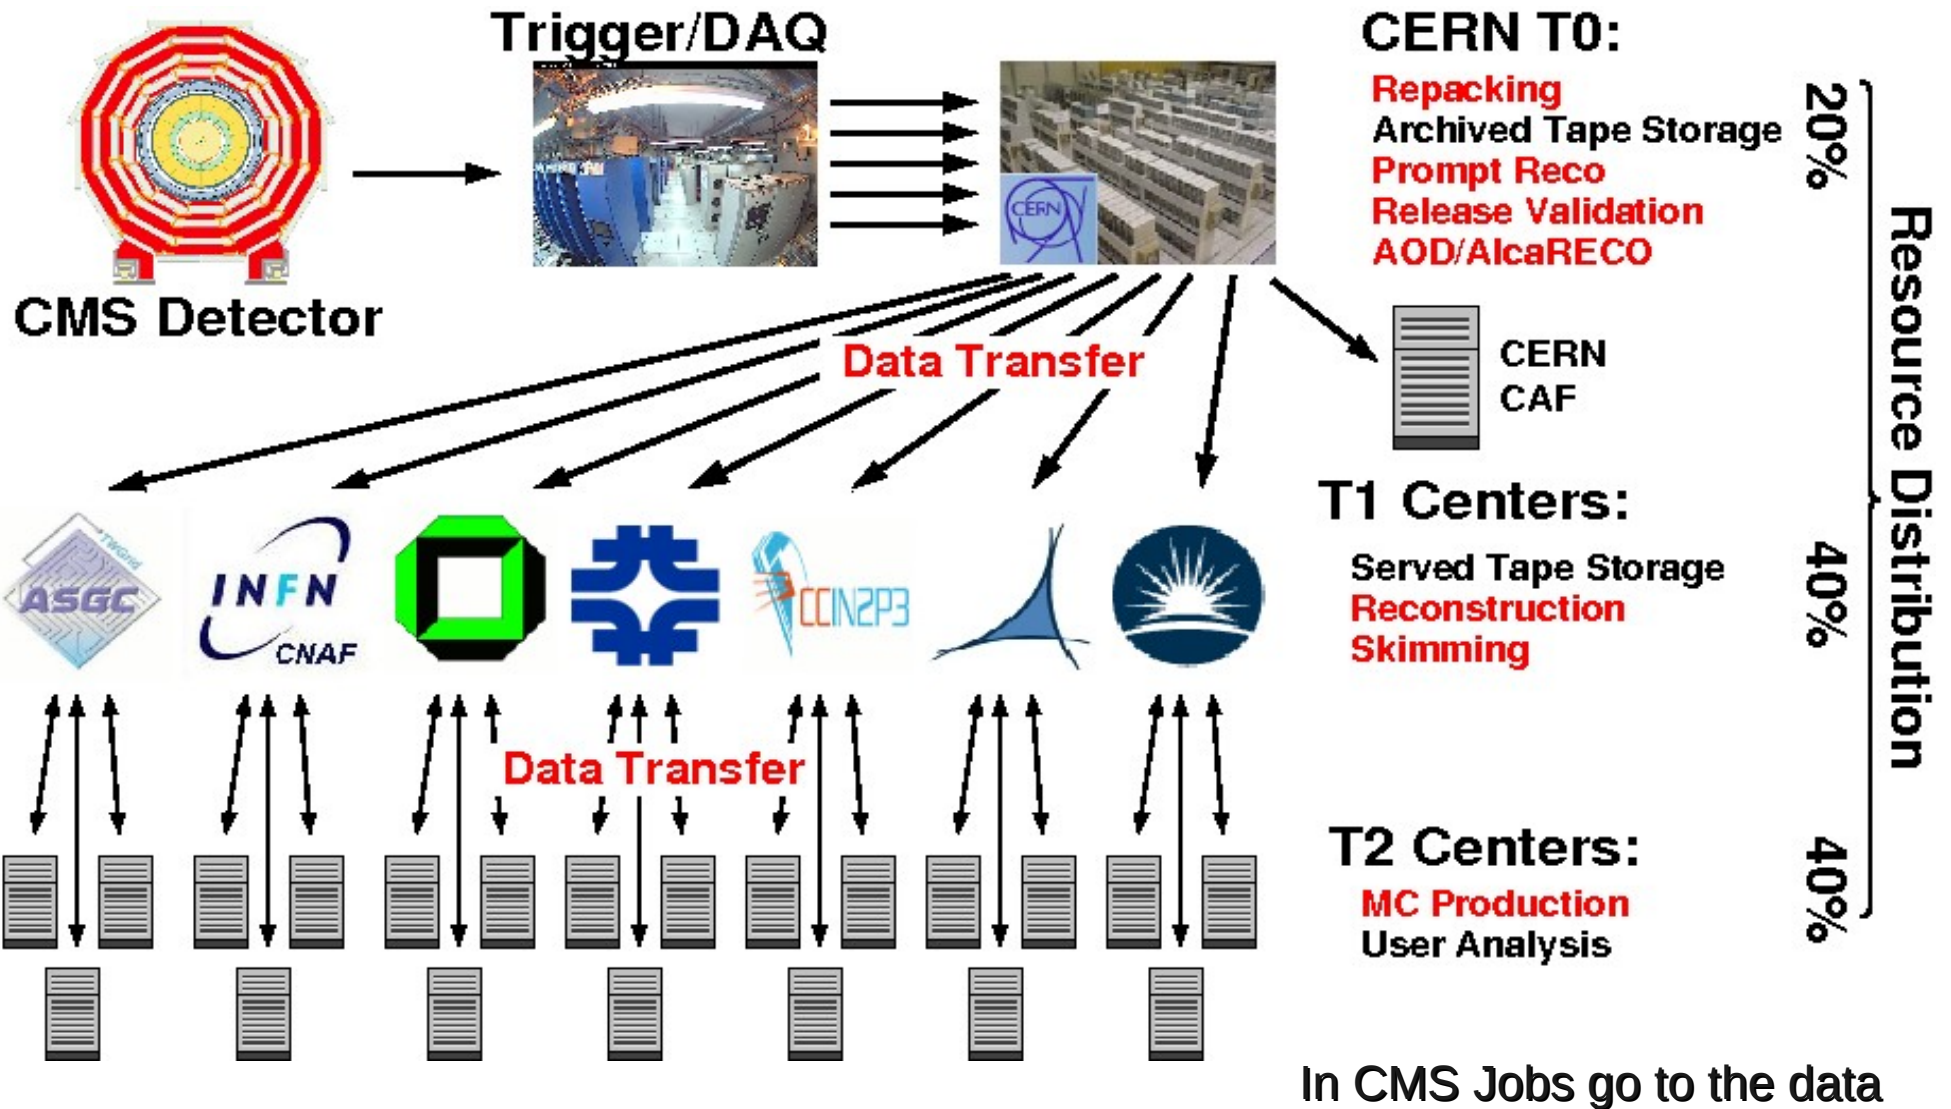 Trigger/DAQ
CERN T0:
Repacking
Archived Tape Storage
Prompt Reco
Release Validation
AOD/AlcaRECO
20%
CERN
CMS Detector
Data Transfer
CERN
CAF
Resource Distribution
T1 Centers:
Served Tape Storage
Reconstruction
Skimming
40%
TWGrid
ASGC
INFN
CNAF
CCIN2P3
Data Transfer
T2 Centers:
MC Production
User Analysis
40%
In CMS Jobs go to the data